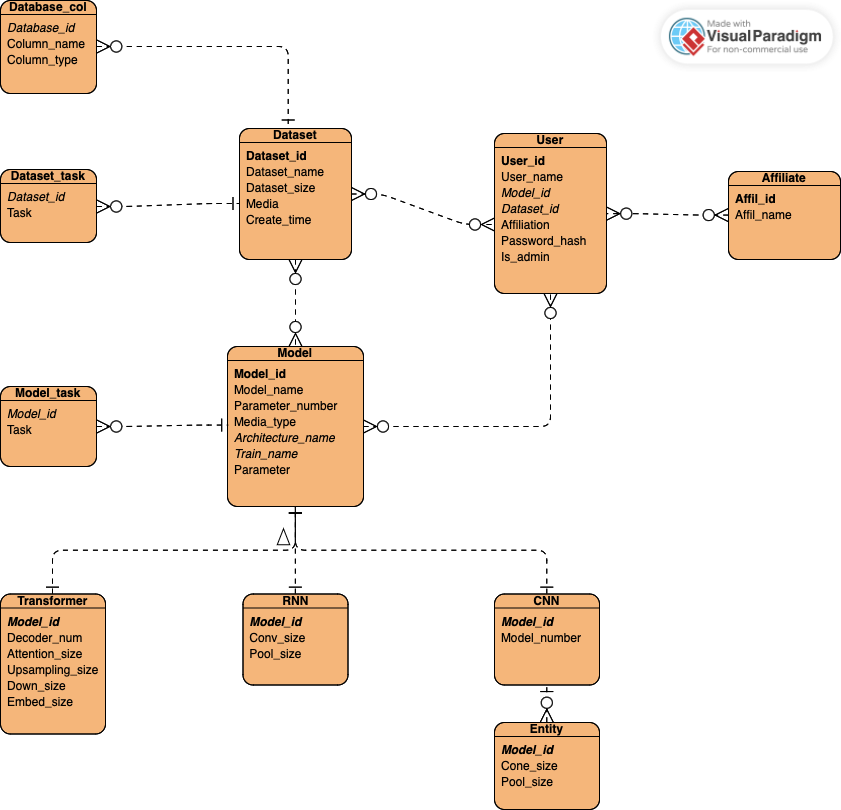 Database_col
Database_id
Column_name
Column_type
Made with
VisualParadigm
For non-commercial use
Dataset
Dataset_id
Dataset_name
Dataset_size
Media
Create_time
User
User_id
User_name
Model_id
Dataset_id
Affiliation
Password_hash
Is_admin
Dataset_task
Dataset_id
Task
Affiliate
Affil_id
Affil_name
Model
Model_id
Model_name
Parameter_number
Media_type
Architecture_name
Train_name
Parameter
Model_task
Model_id
Task
Transformer
Model_id
Decoder_num
Attention_size
Upsampling_size
Down_size
Embed_size
RNN
Model_id
Conv_size
Pool_size
CNN
Model_id
Model_number
Entity
Model_id
Cone_size
Pool_size